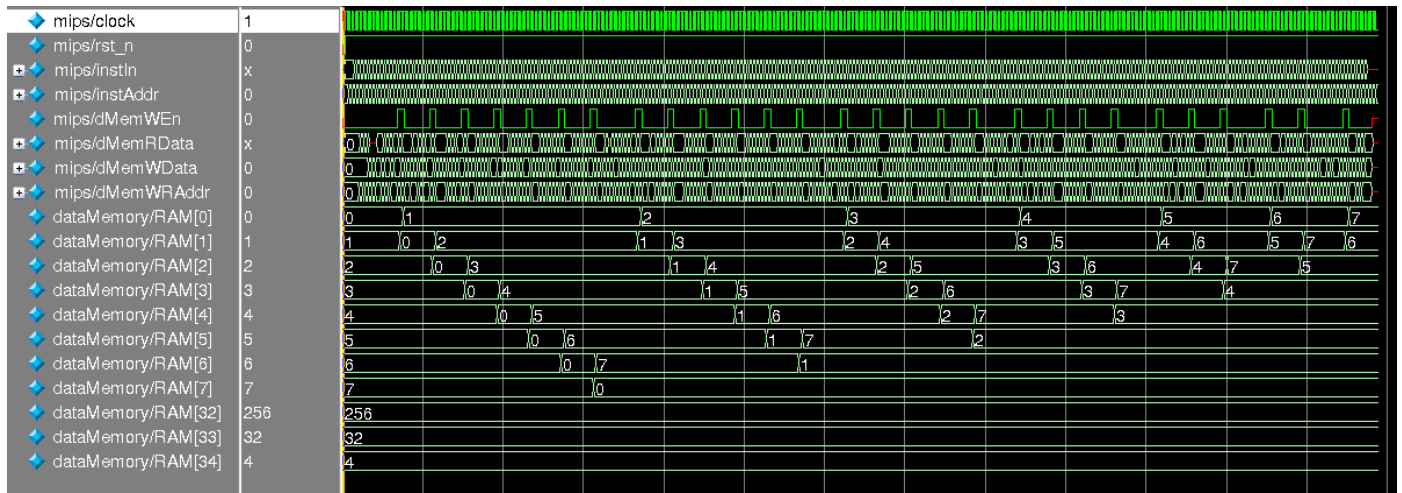 mips/clock 1
mips/rst_n 0
mips/instIn x
mips/instAddr 0
mips/dMemWEn 0
mips/dMemRData x 0
mips/dMemWData 0 0
mips/dMemWRAddr 0 0
dataMemory/RAM[0] 0 0 1 2 3 4 5 6 7
dataMemory/RAM[1] 1 1 0 2 1 3 2 4 3 5 4 6 5 7 6
dataMemory/RAM[2] 2 2 0 3 1 4 2 5 3 6 4 7 5
dataMemory/RAM[3] 3 3 0 4 1 5 2 6 3 7 4
dataMemory/RAM[4] 4 4 0 5 1 6 2 7 3
dataMemory/RAM[5] 5 5 0 6 1 7 2
dataMemory/RAM[6] 6 6 0 7 1
dataMemory/RAM[7] 7 7 0
dataMemory/RAM[32] 256 256
dataMemory/RAM[33] 32 32
dataMemory/RAM[34] 4 4